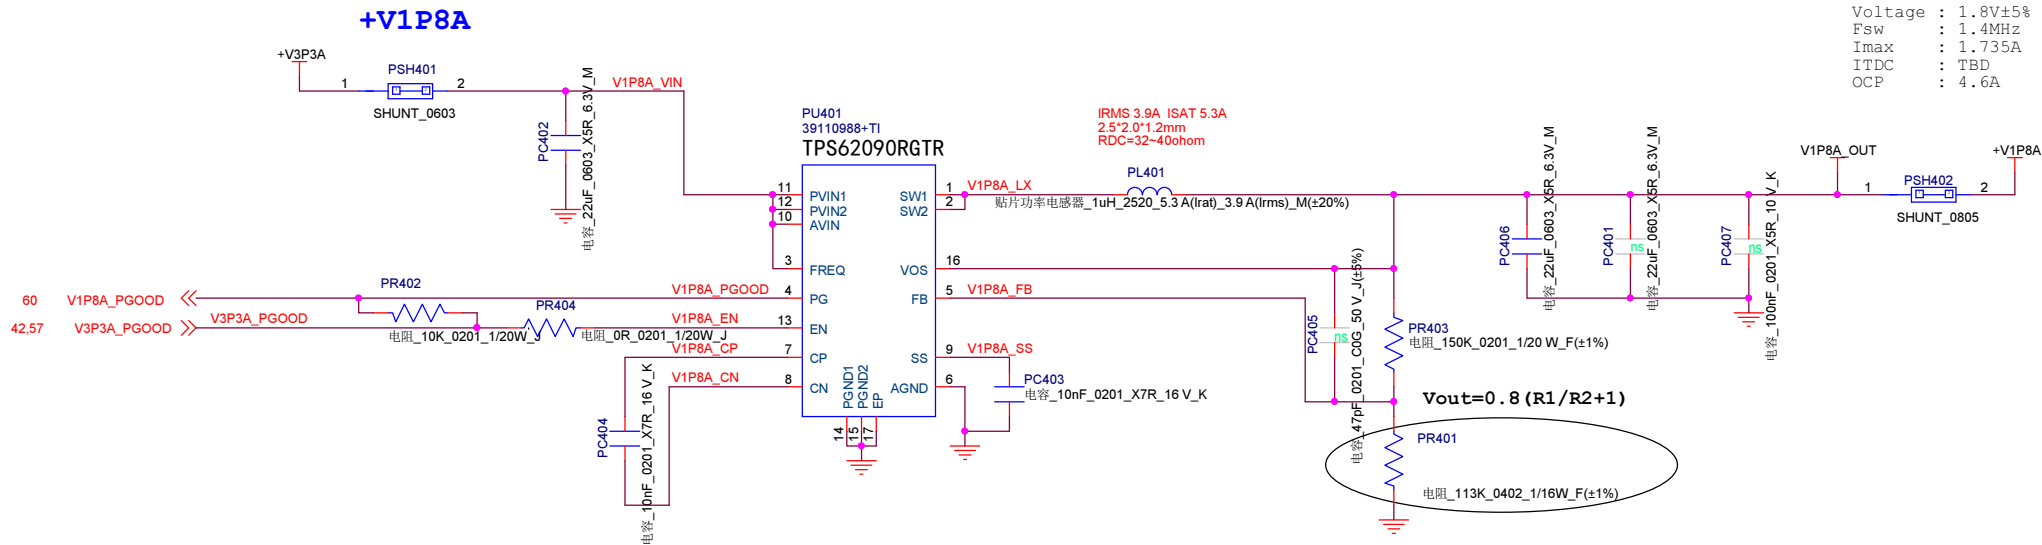 +V1P8A
Voltage : 1.8V±5%
Fsw : 1.4MHz
Imax : 1.735A
ITDC : TBD
OCP : 4.6A
+V3P3A
PSH401
1
2
SHUNT_0603
V1P8A_VIN
PC402
电容_22uF_0603_X5R_6.3V_M
PU401
39110988+TI
TPS62090RGTR
11 PVIN1
12 PVIN2
10 AVIN
3 FREQ
4 PG
13 EN
7 CP
8 CN
SW1 1
SW2 2
VOS 16
FB 5
SS 9
AGND 6
PGND1 14
PGND2 15
EP 17
IRMS 3.9A ISAT 5.3A
2.5*2.0*1.2mm
RDC=32~40ohm
PL401
V1P8A_LX
贴片功率电感器_1uH_2520_5.3 A(Irat)_3.9 A(Irms)_M(±20%)
PC406
电容_22uF_0603_X5R_6.3V_M
PC401
ns
电容_22uF_0603_X5R_6.3V_M
PC407
ns
电容_100nF_0201_X5R_10 V_K
V1P8A_OUT
1
PSH402
2
SHUNT_0805
+V1P8A
60 V1P8A_PGOOD
42,57 V3P3A_PGOOD
V3P3A_PGOOD
PR402
电阻_10K_0201_1/20W_J
PR404
电阻_0R_0201_1/20W_J
V1P8A_PGOOD
V1P8A_EN
V1P8A_CP
V1P8A_CN
PC404
电容_10nF_0201_X7R_16 V_K
V1P8A_FB
V1P8A_SS
PC403
电容_10nF_0201_X7R_16 V_K
PC405
ns
电容_47pF_0201_C0G_50 V_J(±5%)
PR403
电阻_150K_0201_1/20 W_F(±1%)
Vout=0.8(R1/R2+1)
PR401
电阻_113K_0402_1/16W_F(±1%)